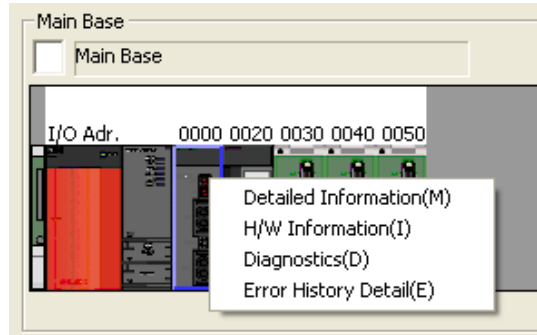 Main Base
Main Base
I/O Adr. 0000 0020 0030 0040 0050
Detailed Information(M)
H/W Information(I)
Diagnostics(D)
Error History Detail(E)